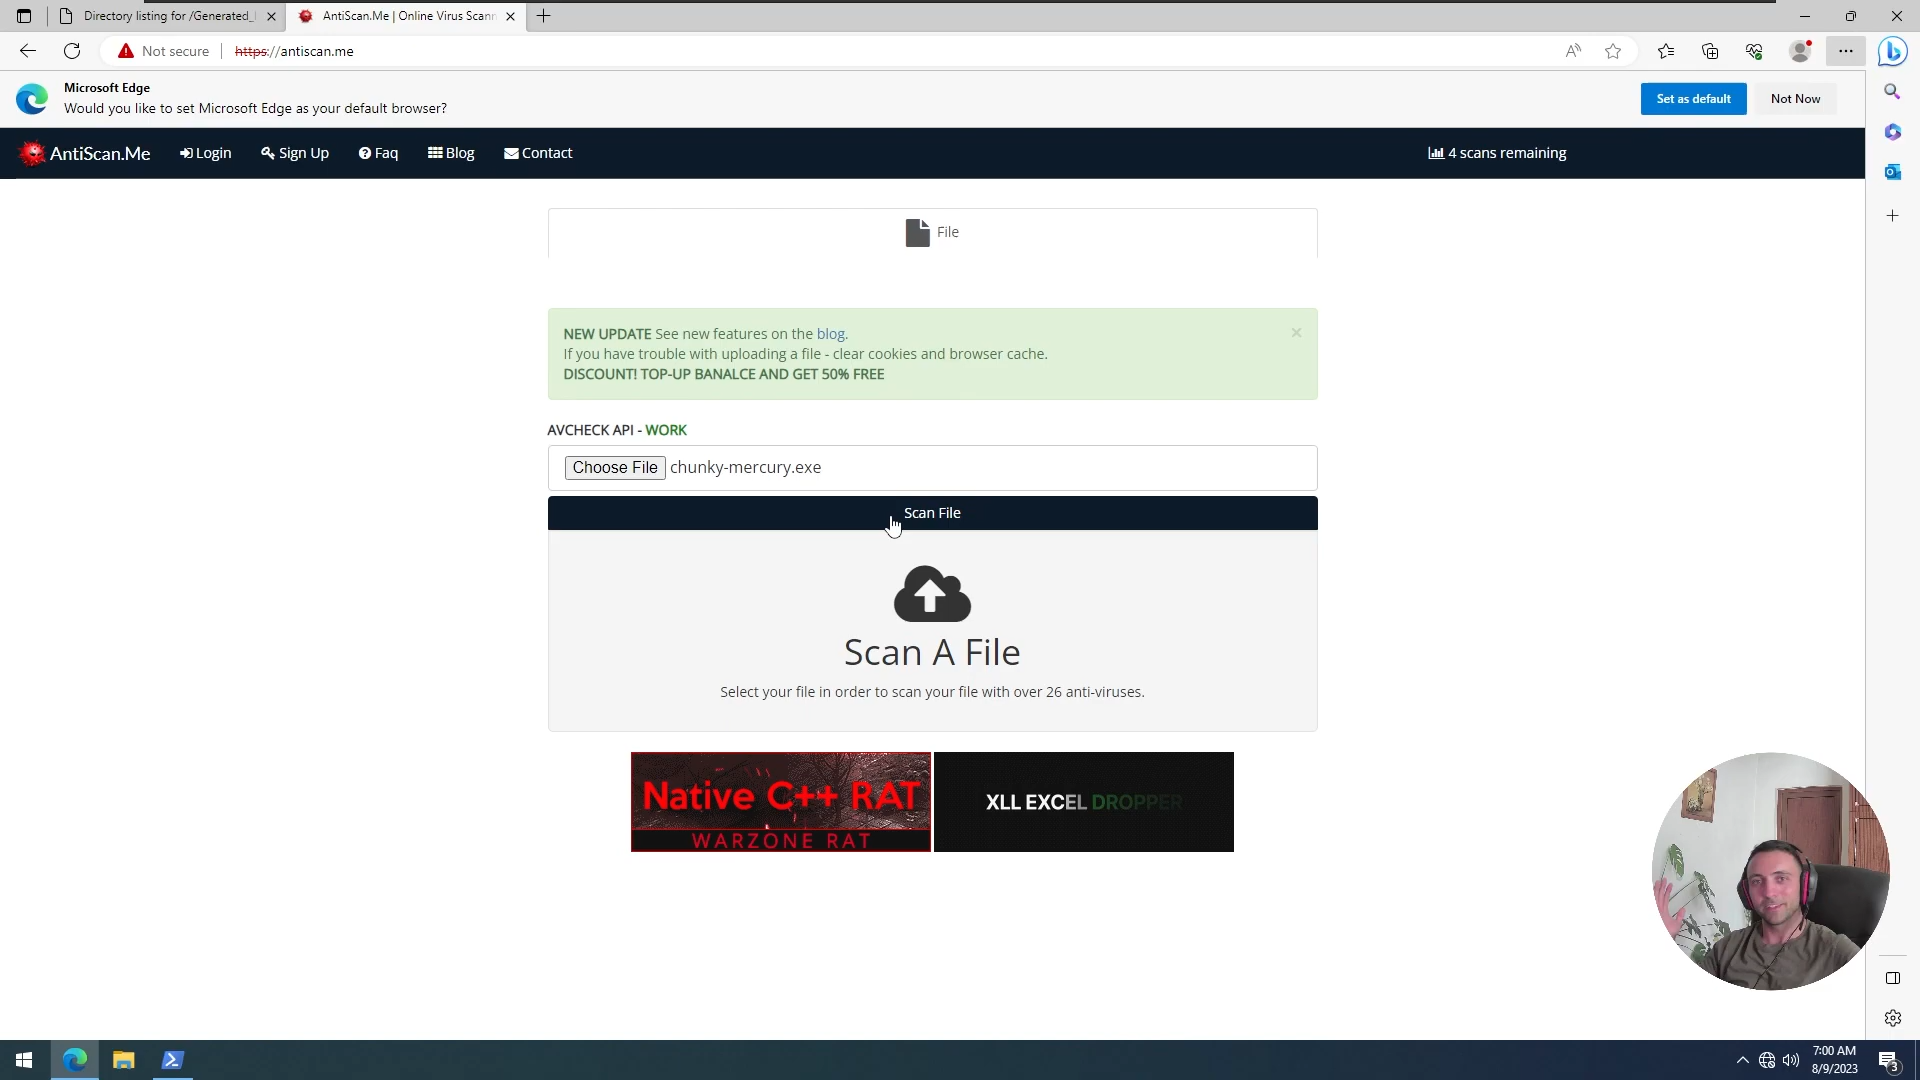 Directory listing for /Generated_
AntiScan.Me | Online Virus Scann
Not secure
https://antiscan.me
Microsoft Edge
Would you like to set Microsoft Edge as your default browser?
Set as default
Not Now
AntiScan.Me
Login
Sign Up
Faq
Blog
Contact
4 scans remaining
File
NEW UPDATE See new features on the blog.
If you have trouble with uploading a file - clear cookies and browser cache.
DISCOUNT! TOP-UP BANALCE AND GET 50% FREE
AVCHECK API - WORK
Choose File chunky-mercury.exe
Scan File
Scan A File
Select your file in order to scan your file with over 26 anti-viruses.
Native C++ RAT
WARZONE RAT
XLL EXCEL DROPPER
7:00 AM
8/9/2023
3